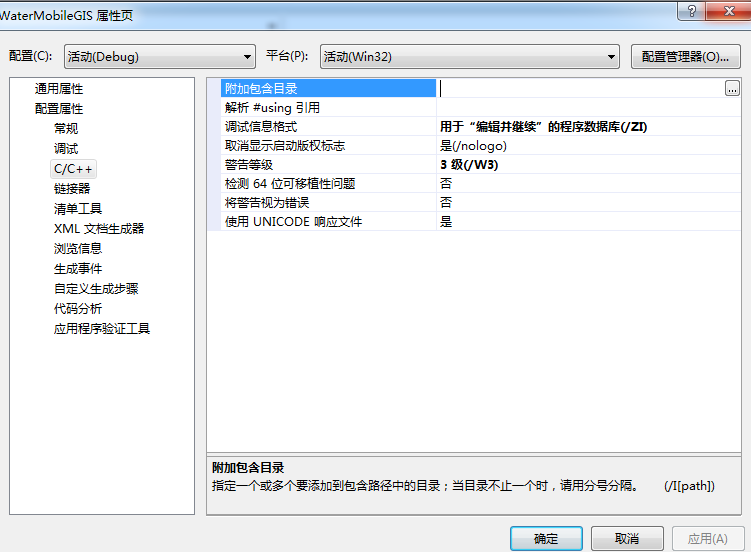 WaterMobileGIS 属性页
?
配置(C): 活动(Debug) 平台(P): 活动(Win32) 配置管理器(O)...
通用属性
配置属性
常规
调试
C/C++
链接器
清单工具
XML 文档生成器
浏览信息
生成事件
自定义生成步骤
代码分析
应用程序验证工具
附加包含目录 ...
解析 #using 引用
调试信息格式 用于“编辑并继续”的程序数据库(/ZI)
取消显示启动版权标志 是(/nologo)
警告等级 3 级(/W3)
检测 64 位可移植性问题 否
将警告视为错误 否
使用 UNICODE 响应文件 是
附加包含目录
指定一个或多个要添加到包含路径中的目录；当目录不止一个时，请用分号分隔。 (/I[path])
确定 取消 应用(A)